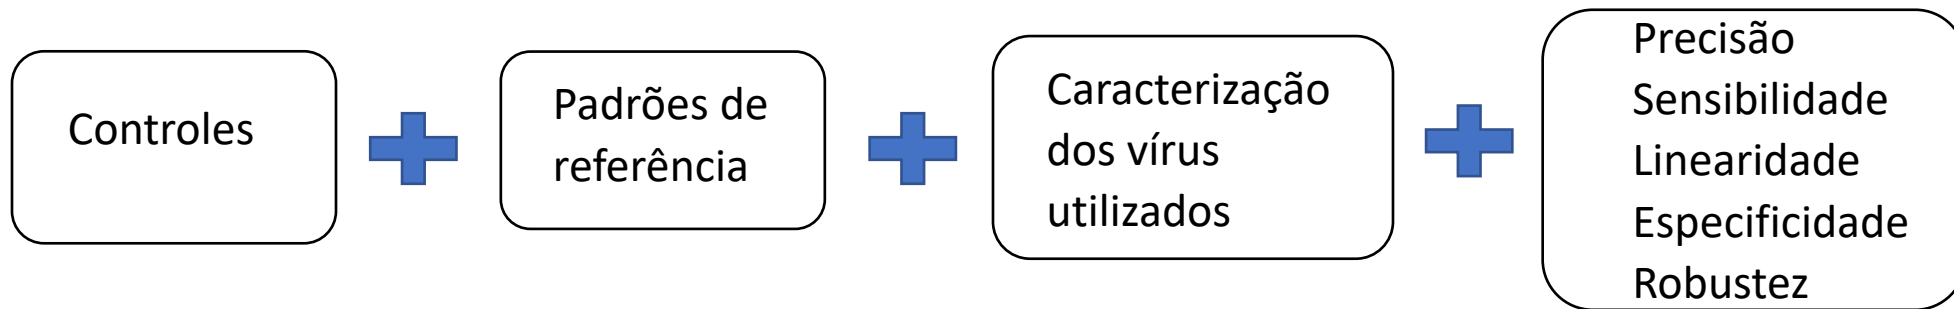 Controles
Padrões de
referência
Caracterização
dos vírus
utilizados
Precisão
Sensibilidade
Linearidade
Especificidade
Robustez